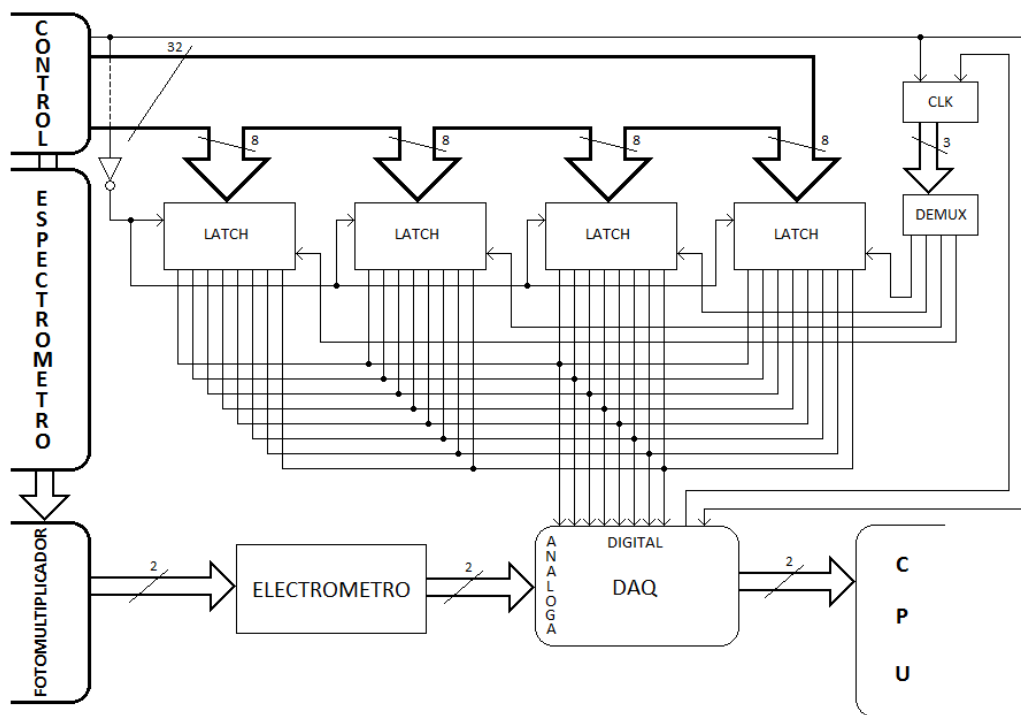 CONTROL
32
CLK
8
8
8
8
3
LATCH
LATCH
LATCH
LATCH
DEMUX
ESPECTROMETRO
FOTOMULTIPLICADOR
2
ELECTROMETRO
2
ANALOGA
DIGITAL
DAQ
2
CPU